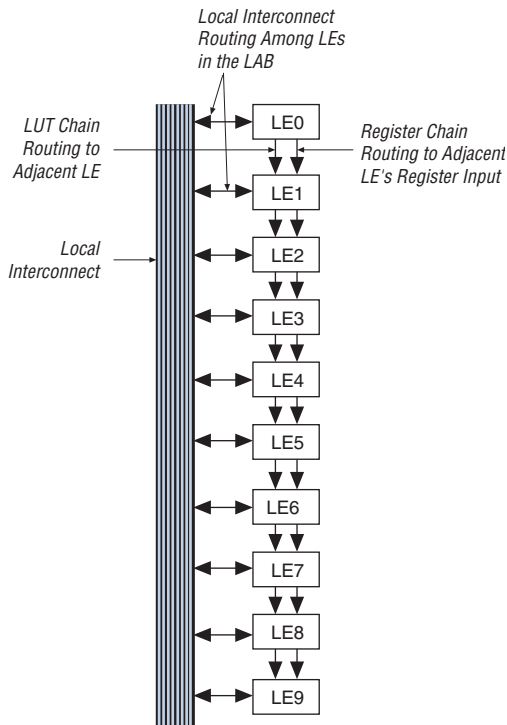 Local Interconnect
Routing Among LEs
in the LAB
LUT Chain
Routing to
Adjacent LE
Register Chain
Routing to Adjacent
LE's Register Input
Local
Interconnect
LE0
LE1
LE2
LE3
LE4
LE5
LE6
LE7
LE8
LE9